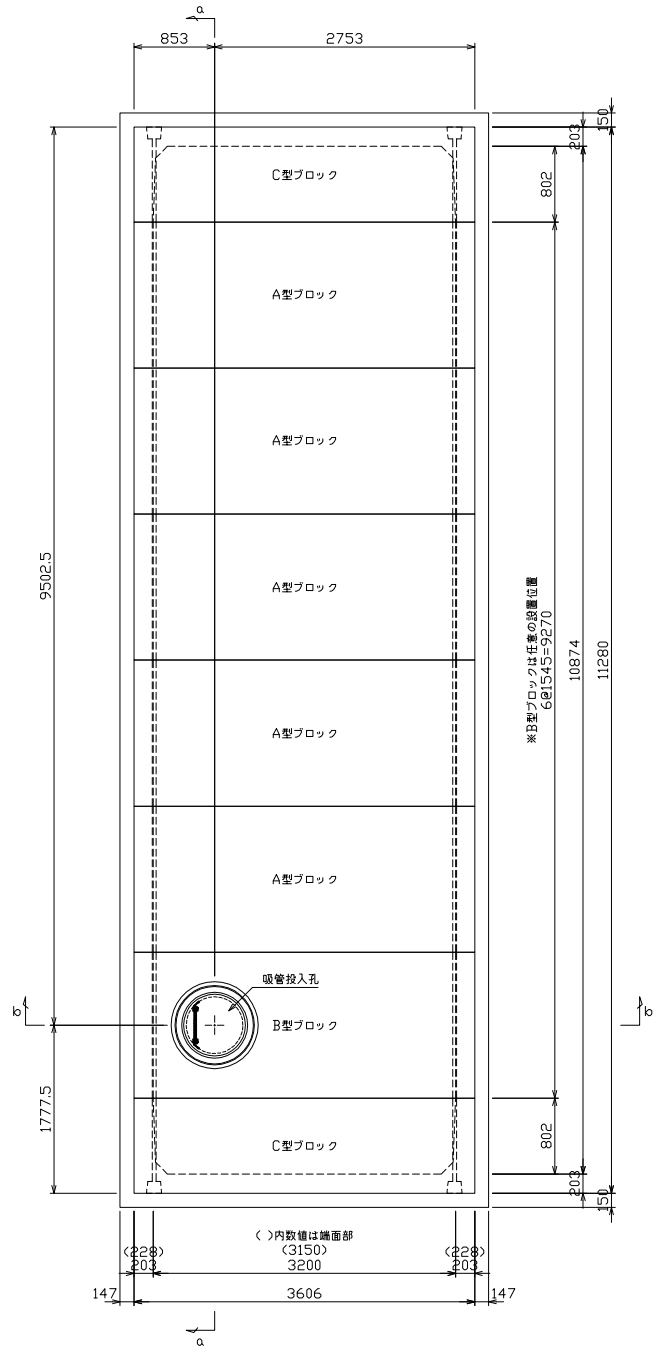 a
853
2753
150
203
C型ブロック
802
A型ブロック
A型ブロック
9502.5
A型ブロック
※B型ブロックは任意の設置位置
6@1545=9270
10874
11280
A型ブロック
A型ブロック
吸管投入孔
b
B型ブロック
b
1777.5
C型ブロック
802
203
150
( )内数値は端面部
(228)
(3150)
(228)
203
3200
203
147
3606
147
a